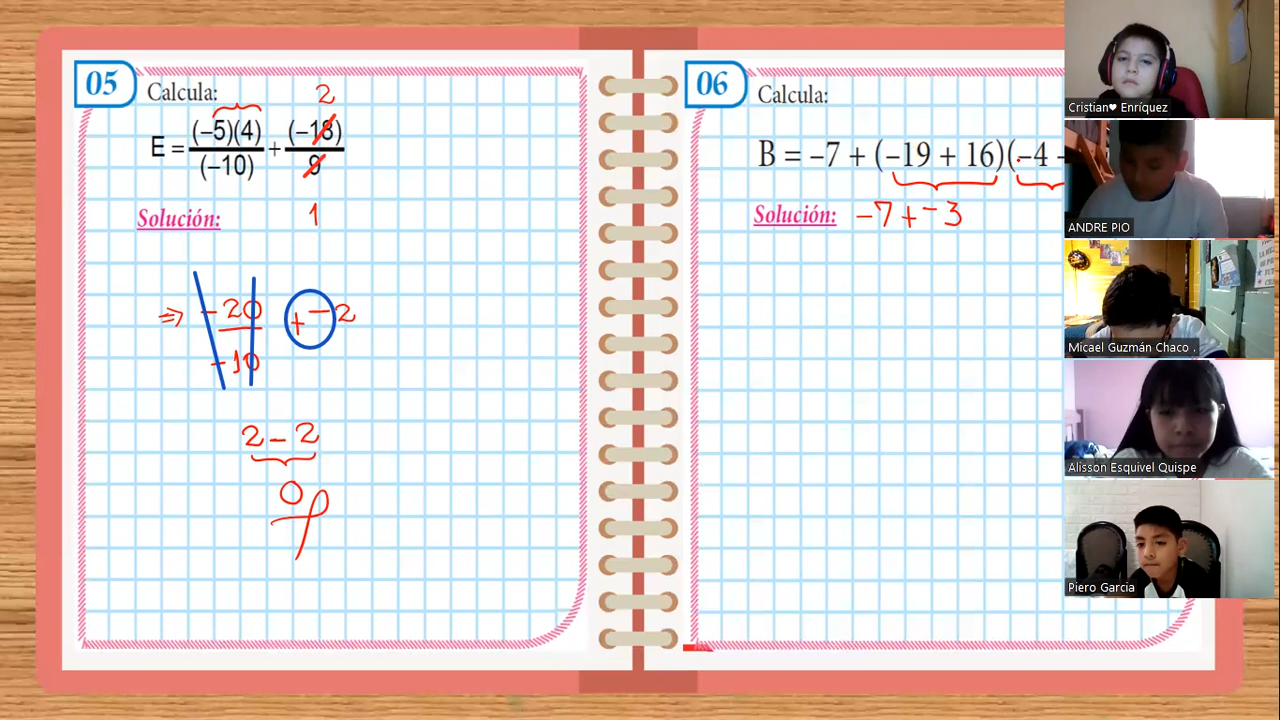 05
Calcula:
2
E = (–5)(4)/(–10) + (–18)/9
1
Solución:
⇒ -20/-10 + -2
2 - 2
0
06
Calcula:
B = –7 + (–19 + 16)(–4
Solución: -7 + -3
Cristian♥ Enríquez
ANDRE PIO
Micael Guzmán Chaco .
Alisson Esquivel Quispe
Piero García